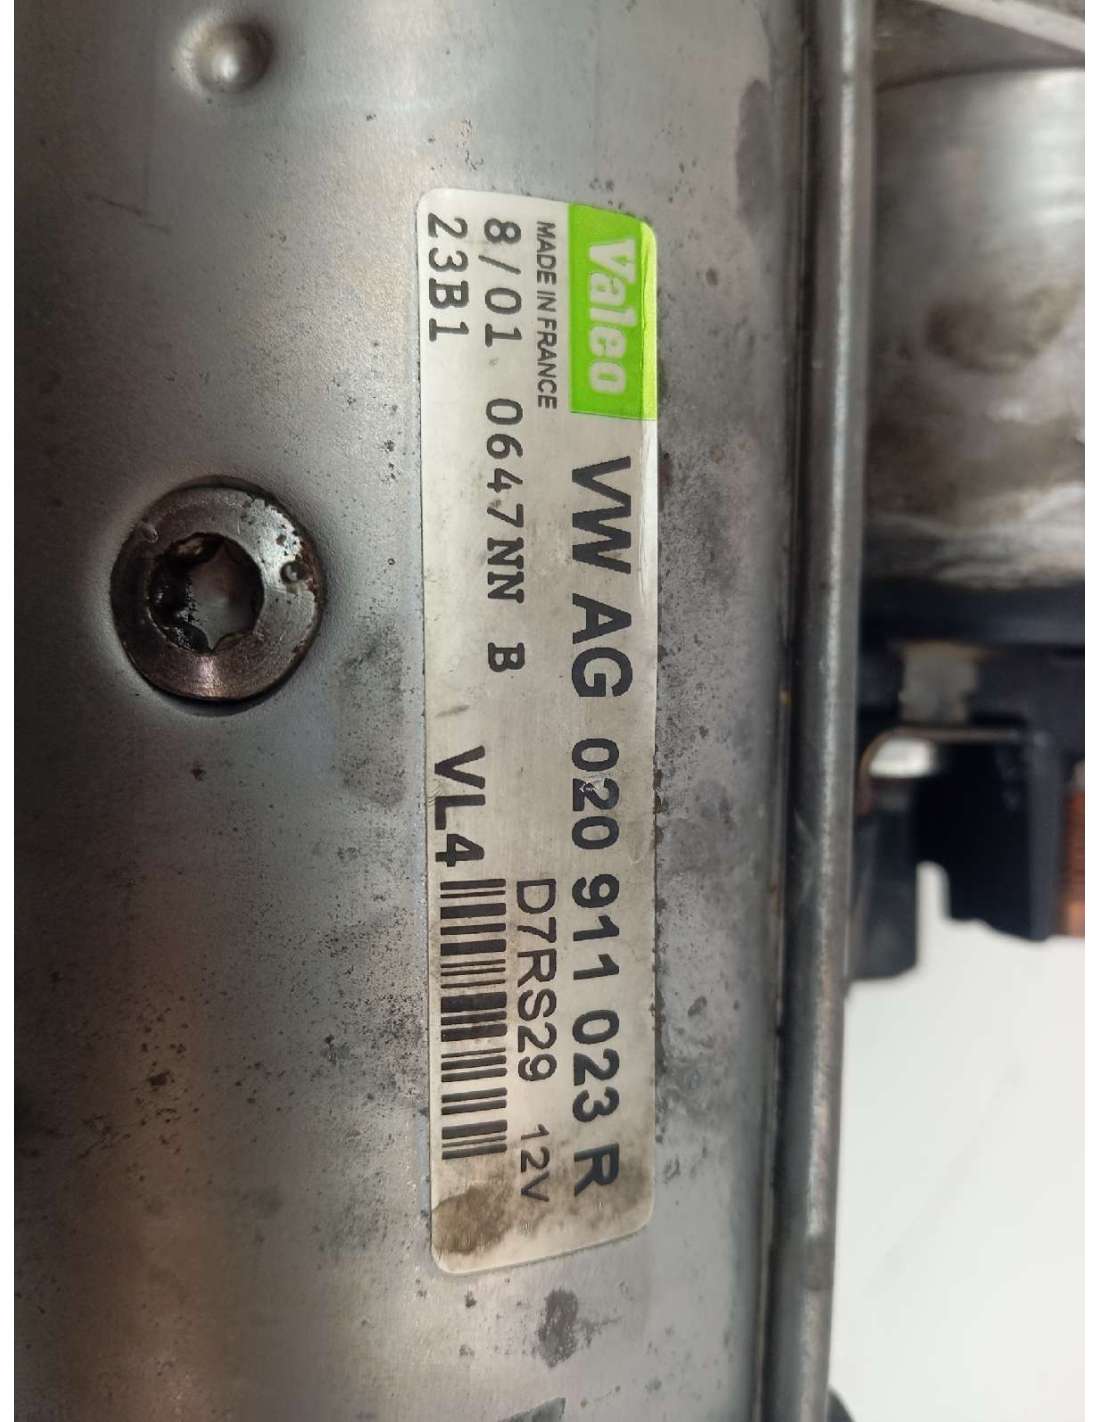 Valeo
VW AG 020 911 023 R
MADE IN FRANCE
D7RS29 12V
8/01 0647NN B
VL4
23B1